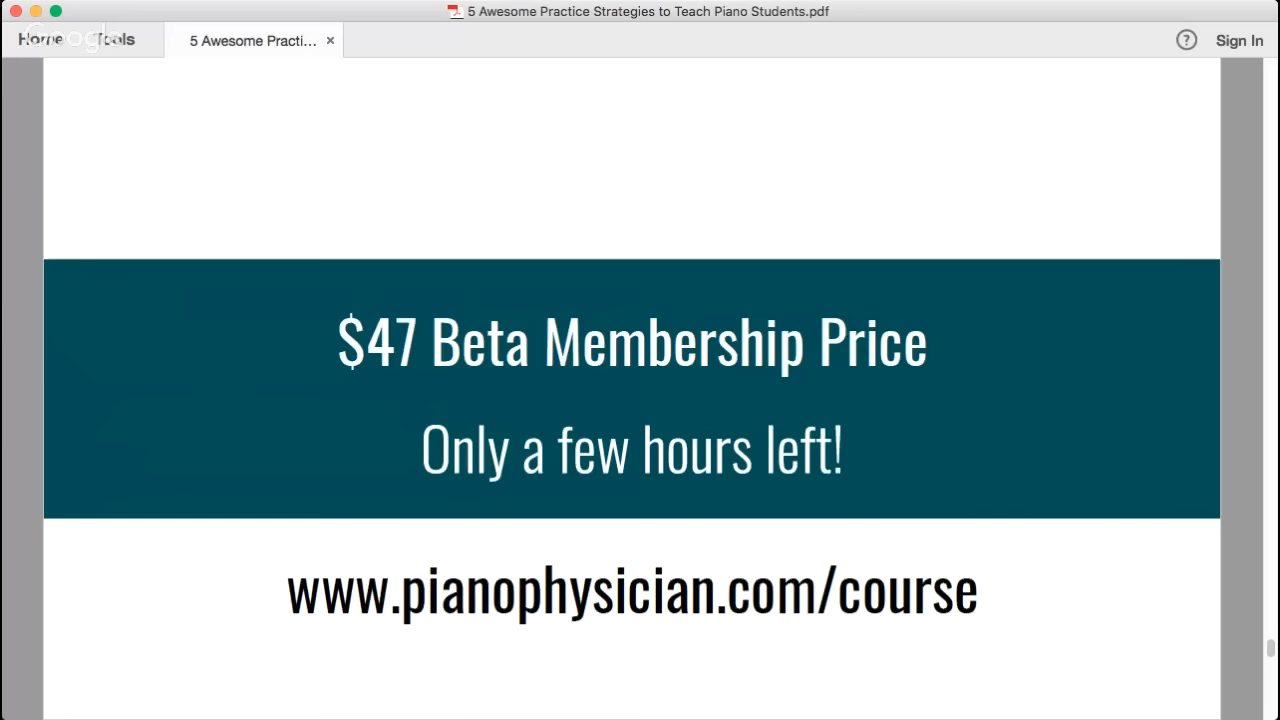 5 Awesome Practice Strategies to Teach Piano Students.pdf
Home Tools 5 Awesome Practi... × ? Sign In
Google
$47 Beta Membership Price
Only a few hours left!
www.pianophysician.com/course